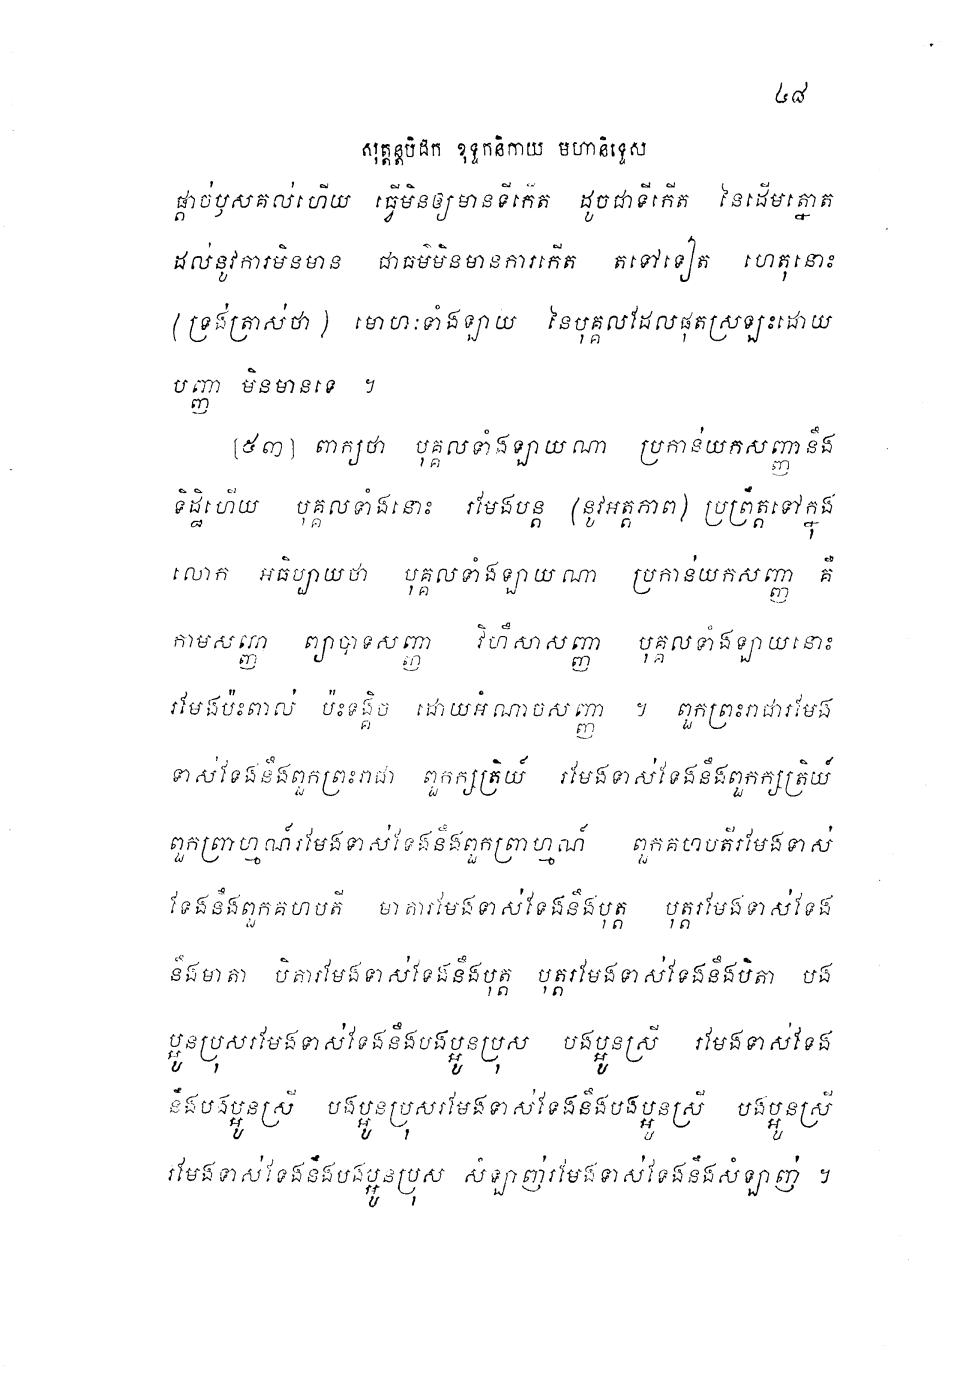 ៤៨
សុត្តន្តបិដក ខុទ្ទកនិកាយ មហានិទ្ទេស
ផ្តាច់ឫសគល់ហើយ ធ្វើមិនឲ្យមានទីកើត ដូចជាទីកើត នៃដើមត្នោត
ដល់នូវការមិនមាន ជាធម៌មិនមានការកើត តទៅទៀត ហេតុនោះ
(ទ្រង់ត្រាស់ថា) មោហៈទាំងឡាយ នៃបុគ្គលដែលផុតស្រឡះដោយ
បញ្ញា មិនមានទេ ។
[៥៣] ពាក្យថា បុគ្គលទាំងឡាយណា ប្រកាន់យកសញ្ញានឹង
ទិដ្ឋិហើយ បុគ្គលទាំងនោះ រមែងបន្ត (នូវអត្តភាព) ប្រព្រឹត្តទៅក្នុង
លោក អធិប្បាយថា បុគ្គលទាំងឡាយណា ប្រកាន់យកសញ្ញា គឺ
កាមសញ្ញា ព្យាបាទសញ្ញា វិហឹសាសញ្ញា បុគ្គលទាំងឡាយនោះ
រមែងប៉ះពាល់ ប៉ះទង្គិច ដោយអំណាចសញ្ញា ។ ពួកព្រះរាជារមែង
ទាស់ទែងនឹងពួកព្រះរាជា ពួកក្សត្រិយ៍ រមែងទាស់ទែងនឹងពួកក្សត្រិយ៍
ពួកព្រាហ្មណ៍រមែងទាស់ទែងនឹងពួកព្រាហ្មណ៍ ពួកគហបតីរមែងទាស់
ទែងនឹងពួកគហបតី មាតារមែងទាស់ទែងនឹងបុត្ត បុត្តរមែងទាស់ទែង
នឹងមាតា បិតារមែងទាស់ទែងនឹងបុត្ត បុត្តរមែងទាស់ទែងនឹងបិតា បង
ប្អូនប្រុសរមែងទាស់ទែងនឹងបងប្អូនប្រុស បងប្អូនស្រី រមែងទាស់ទែង
នឹងបងប្អូនស្រី បងប្អូនប្រុសរមែងទាស់ទែងនឹងបងប្អូនស្រី បងប្អូនស្រី
រមែងទាស់ទែងនឹងបងប្អូនប្រុស សំឡាញ់រមែងទាស់ទែងនឹងសំឡាញ់ ។